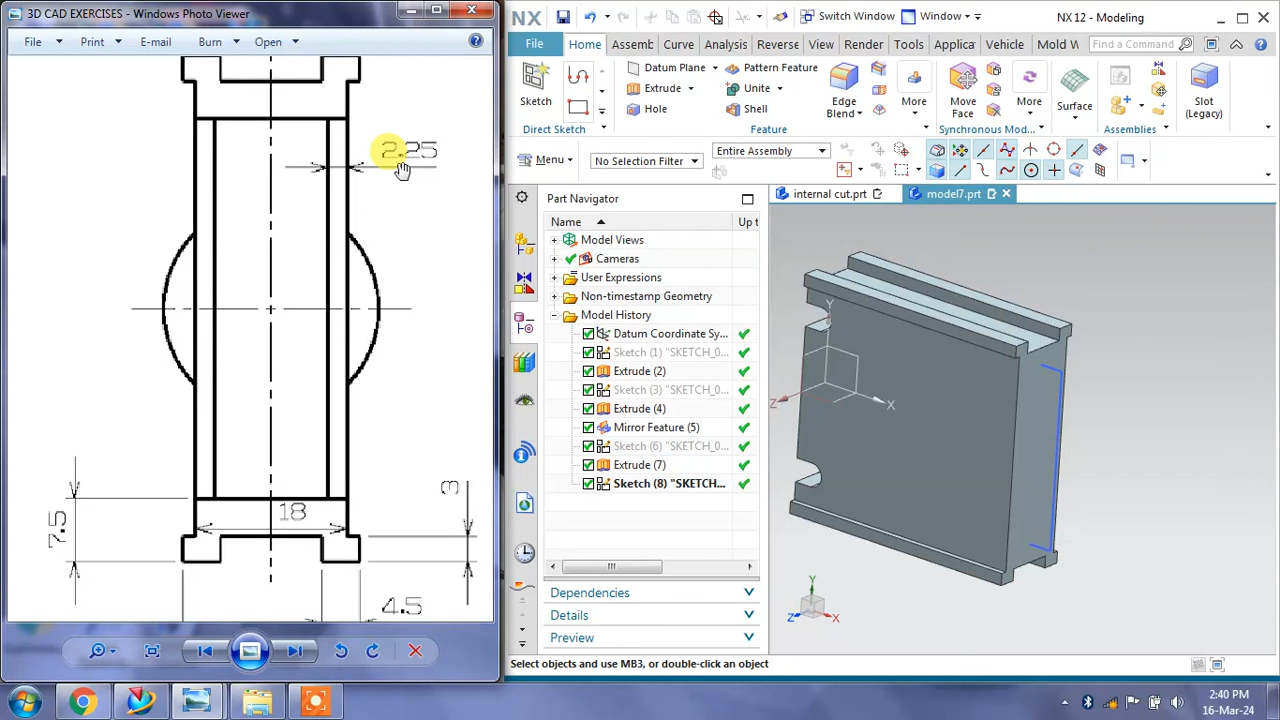 3D CAD EXERCISES - Windows Photo Viewer
File Print E-mail Burn Open
2.25
18
3
7.5
4.5
NX Switch Window Window NX 12 - Modeling
File Home Assemb Curve Analysis Reverse View Render Tools Applica Vehicle Mold W Find a Command
Sketch
Direct Sketch
Datum Plane Pattern Feature
Extrude Unite
Hole Shell
Edge Blend
More
Feature
Move Face
More
Synchronous Mod...
Surface
Assemblies
Slot (Legacy)
Menu No Selection Filter Entire Assembly
Part Navigator
Name Up t
Model Views
Cameras
User Expressions
Non-timestamp Geometry
Model History
Datum Coordinate Sy...
Sketch (1) "SKETCH_0...
Extrude (2)
Sketch (3) "SKETCH_0...
Extrude (4)
Mirror Feature (5)
Sketch (6) "SKETCH_0...
Extrude (7)
Sketch (8) "SKETCH...
Dependencies
Details
Preview
internal cut.prt model7.prt
Y
X
Z
Y
Z
X
Select objects and use MB3, or double-click an object
2:40 PM
16-Mar-24